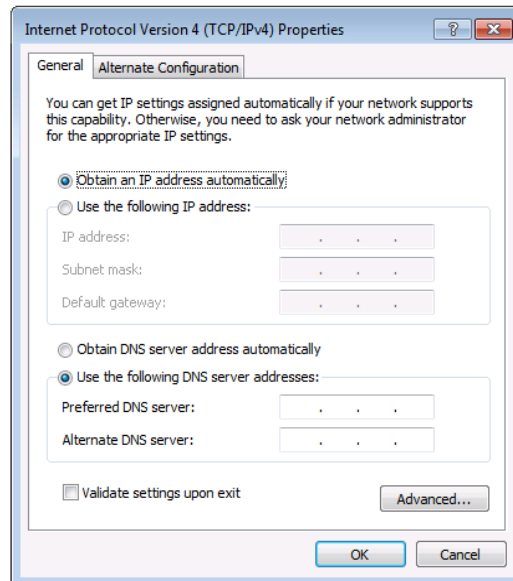 Internet Protocol Version 4 (TCP/IPv4) Properties
?
General
Alternate Configuration
You can get IP settings assigned automatically if your network supports
this capability. Otherwise, you need to ask your network administrator
for the appropriate IP settings.
Obtain an IP address automatically
Use the following IP address:
IP address: . . .
Subnet mask: . . .
Default gateway: . . .
Obtain DNS server address automatically
Use the following DNS server addresses:
Preferred DNS server: . . .
Alternate DNS server: . . .
Validate settings upon exit
Advanced...
OK
Cancel